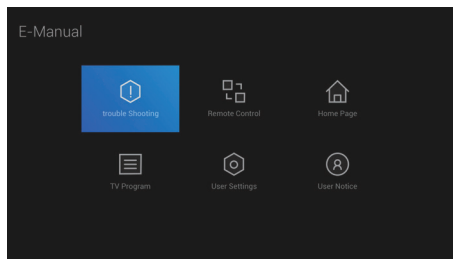 E-Manual
trouble Shooting
Remote Control
Home Page
TV Program
User Settings
User Notice